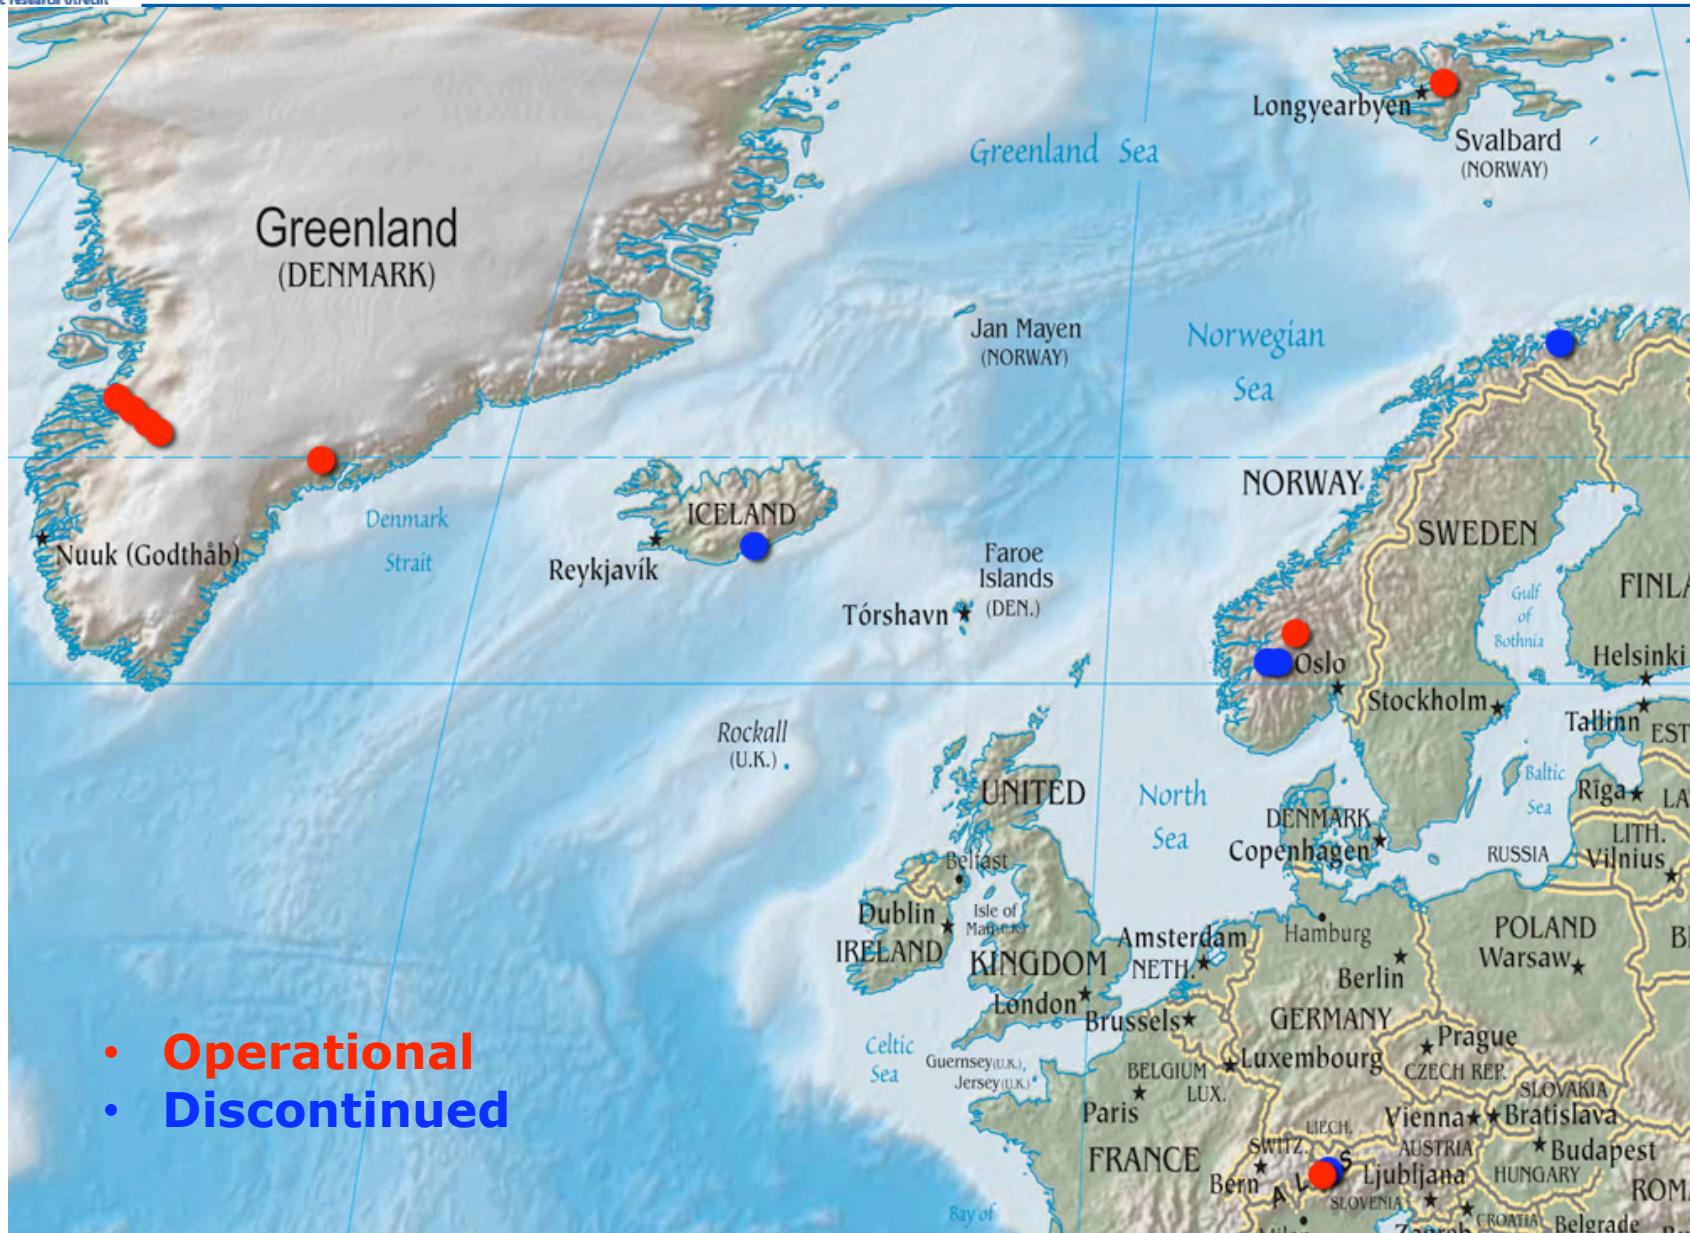 Longyearbyen
Svalbard
(NORWAY)
Greenland Sea
Greenland
(DENMARK)
Jan Mayen
(NORWAY)
Norwegian
Sea
NORWAY
ICELAND
Denmark
Strait
SWEDEN
Nuuk (Godthåb)
Reykjavík
Faroe
Islands
(DEN.)
Tórshavn
Gulf
of
Bothnia
Oslo
Helsinki
Stockholm
Tallinn
EST
Rockall
(U.K.)
UNITED
North
Sea
Baltic
Sea
Rīga
LA
DENMARK
Copenhagen
RUSSIA
LITH.
Vilnius
Belfast
Dublin
IRELAND
Isle of
Man (U.K.)
KINGDOM
London
Amsterdam
NETH.
Hamburg
Berlin
POLAND
Warsaw
Brussels
GERMANY
Prague
CZECH REP.
Celtic
Sea
Guernsey (U.K.)
Jersey (U.K.)
BELGIUM
LUX.
Luxembourg
SLOVAKIA
Paris
Vienna
Bratislava
LIECH.
AUSTRIA
Budapest
FRANCE
SWITZ.
Bern
ALPS
Ljubljana
SLOVENIA
HUNGARY
CROATIA
Belgrade
Bay of
• Operational
• Discontinued